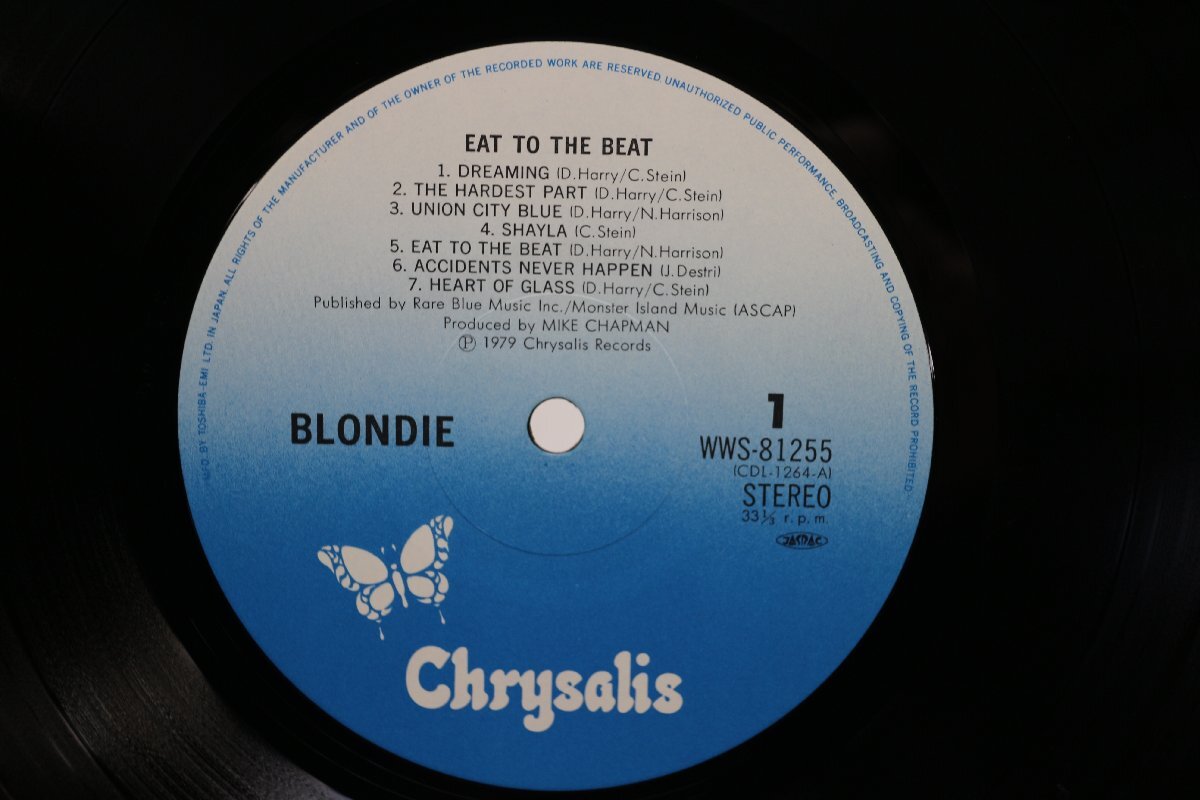 MFD. BY TOSHIBA-EMI LTD. IN JAPAN. ALL RIGHTS OF THE MANUFACTURER AND OF THE OWNER OF THE RECORDED WORK ARE RESERVED. UNAUTHORIZED PUBLIC PERFORMANCE, BROADCASTING AND COPYING OF THE RECORD PROHIBITED.
EAT TO THE BEAT
1. DREAMING (D.Harry/C.Stein)
2. THE HARDEST PART (D.Harry/C.Stein)
3. UNION CITY BLUE (D.Harry/N.Harrison)
4. SHAYLA (C.Stein)
5. EAT TO THE BEAT (D.Harry/N.Harrison)
6. ACCIDENTS NEVER HAPPEN (J.Destri)
7. HEART OF GLASS (D.Harry/C.Stein)
Published by Rare Blue Music Inc./Monster Island Music (ASCAP)
Produced by MIKE CHAPMAN
℗ 1979 Chrysalis Records
BLONDIE
1
WWS-81255
(CDL-1264-A)
STEREO
33⅓ r.p.m.
JASRAC
Chrysalis